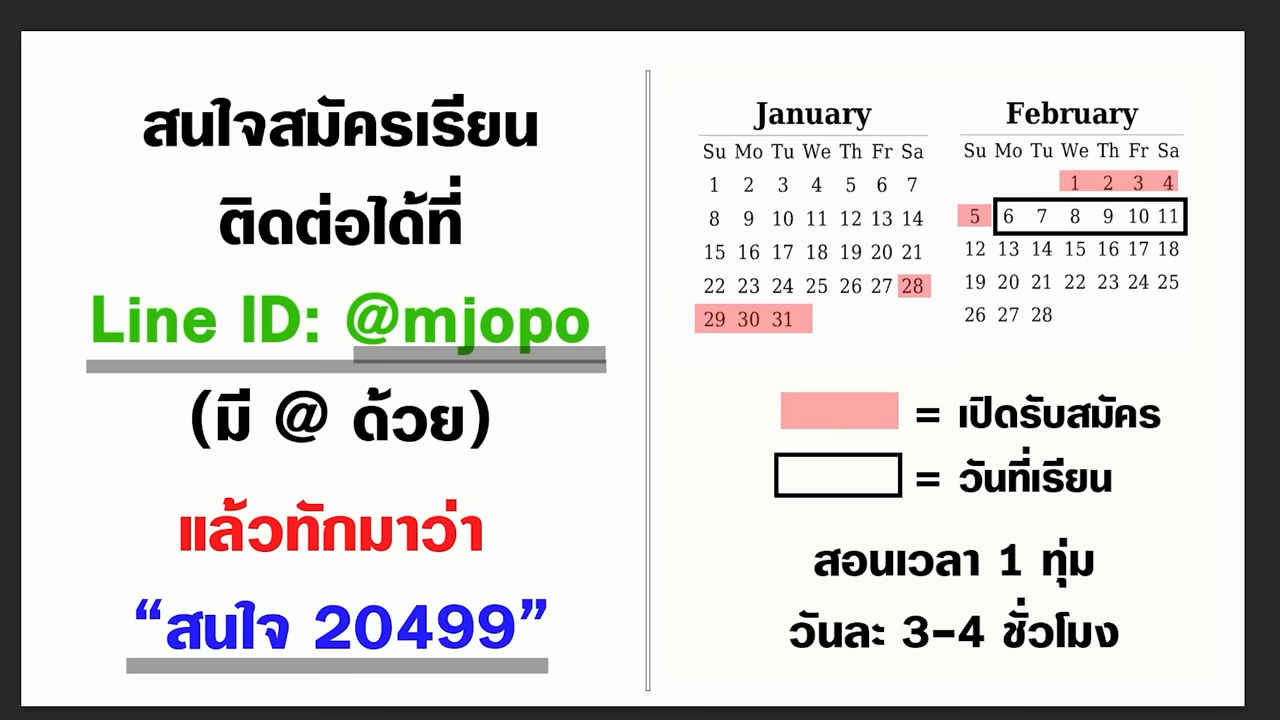 สนใจสมัครเรียน
ติดต่อได้ที่
Line ID: @mjopo
(มี @ ด้วย)
แล้วทักมาว่า
“สนใจ 20499”
January
Su Mo Tu We Th Fr Sa
1 2 3 4 5 6 7
8 9 10 11 12 13 14
15 16 17 18 19 20 21
22 23 24 25 26 27 28
29 30 31
February
Su Mo Tu We Th Fr Sa
1 2 3 4
5 6 7 8 9 10 11
12 13 14 15 16 17 18
19 20 21 22 23 24 25
26 27 28
= เปิดรับสมัคร
= วันที่เรียน
สอนเวลา 1 ทุ่ม
วันละ 3-4 ชั่วโมง